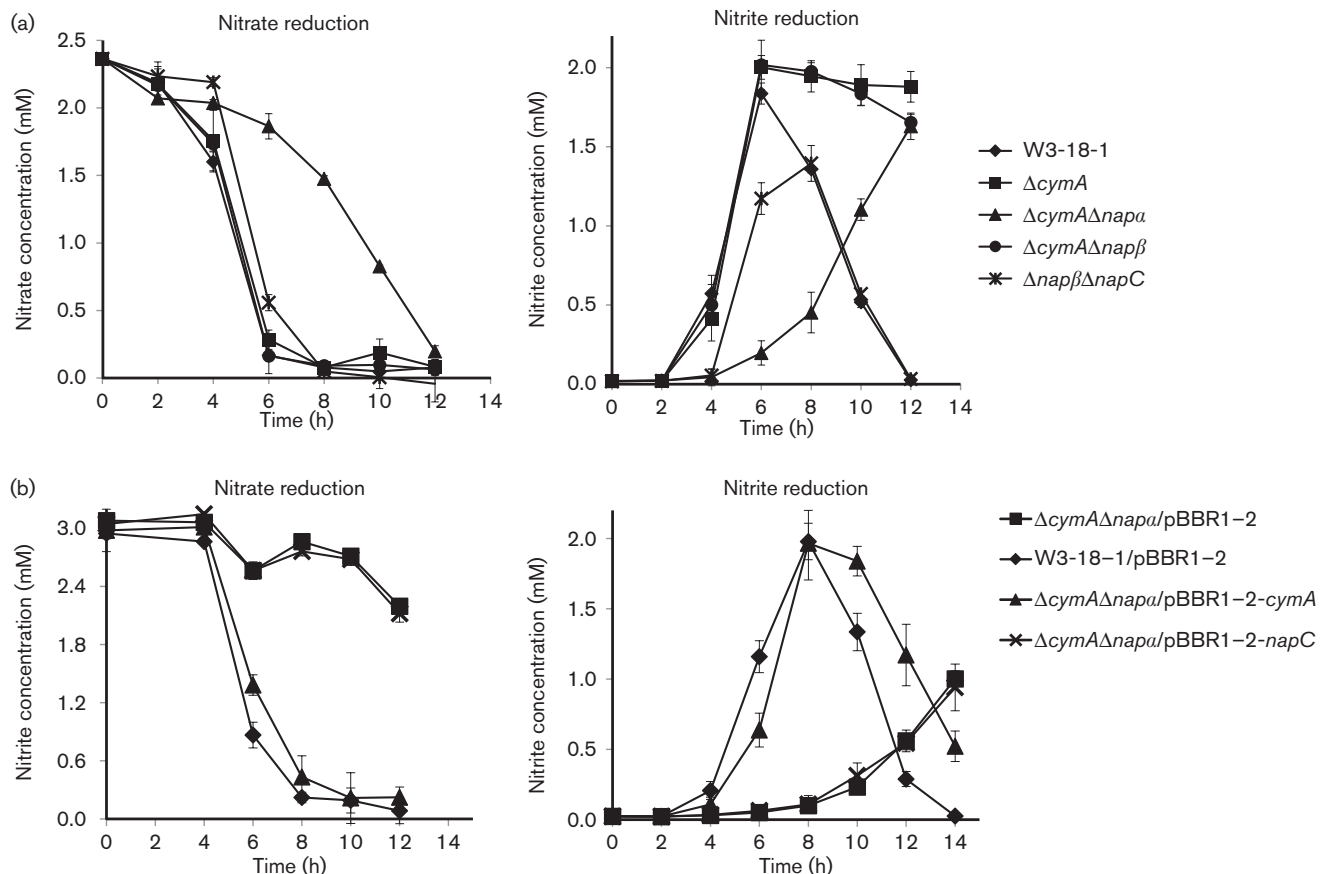 (a)
Nitrate reduction
Nitrate concentration (mM)
2.5
2.0
1.5
1.0
0.5
0.0
0 2 4 6 8 10 12 14
Time (h)
Nitrite reduction
Nitrite concentration (mM)
2.0
1.5
1.0
0.5
0.0
0 2 4 6 8 10 12 14
Time (h)
W3-18-1
ΔcymA
ΔcymAΔnapα
ΔcymAΔnapβ
ΔnapβΔnapC
(b)
Nitrate reduction
Nitrite concentration (mM)
3.0
2.4
1.8
1.2
0.6
0.0
0 2 4 6 8 10 12 14
Time (h)
Nitrite reduction
Nitrite concentration (mM)
2.0
1.5
1.0
0.5
0.0
0 2 4 6 8 10 12 14
Time (h)
ΔcymAΔnapα/pBBR1–2
W3-18–1/pBBR1–2
ΔcymAΔnapα/pBBR1–2-cymA
ΔcymAΔnapα/pBBR1–2-napC